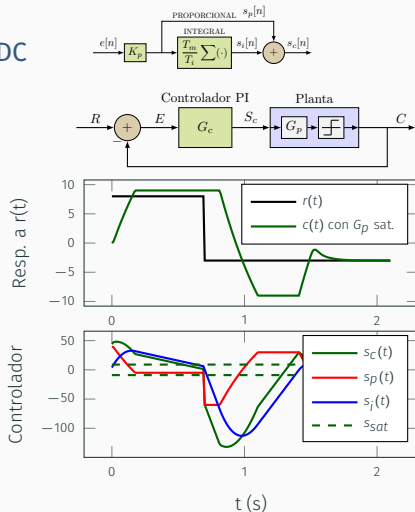 DC
PROPORCIONAL s_p[n]
INTEGRAL
e[n] K_p T_m/T_i ∑(·) s_i[n] + s_c[n]
Controlador PI Planta
R + − E G_c S_c G_p C
Resp. a r(t)
10
5
0
−5
−10
0 1 2
r(t)
c(t) con G_p sat.
Controlador
50
0
−50
−100
0 1 2
s_c(t)
s_p(t)
s_i(t)
s_sat
t (s)